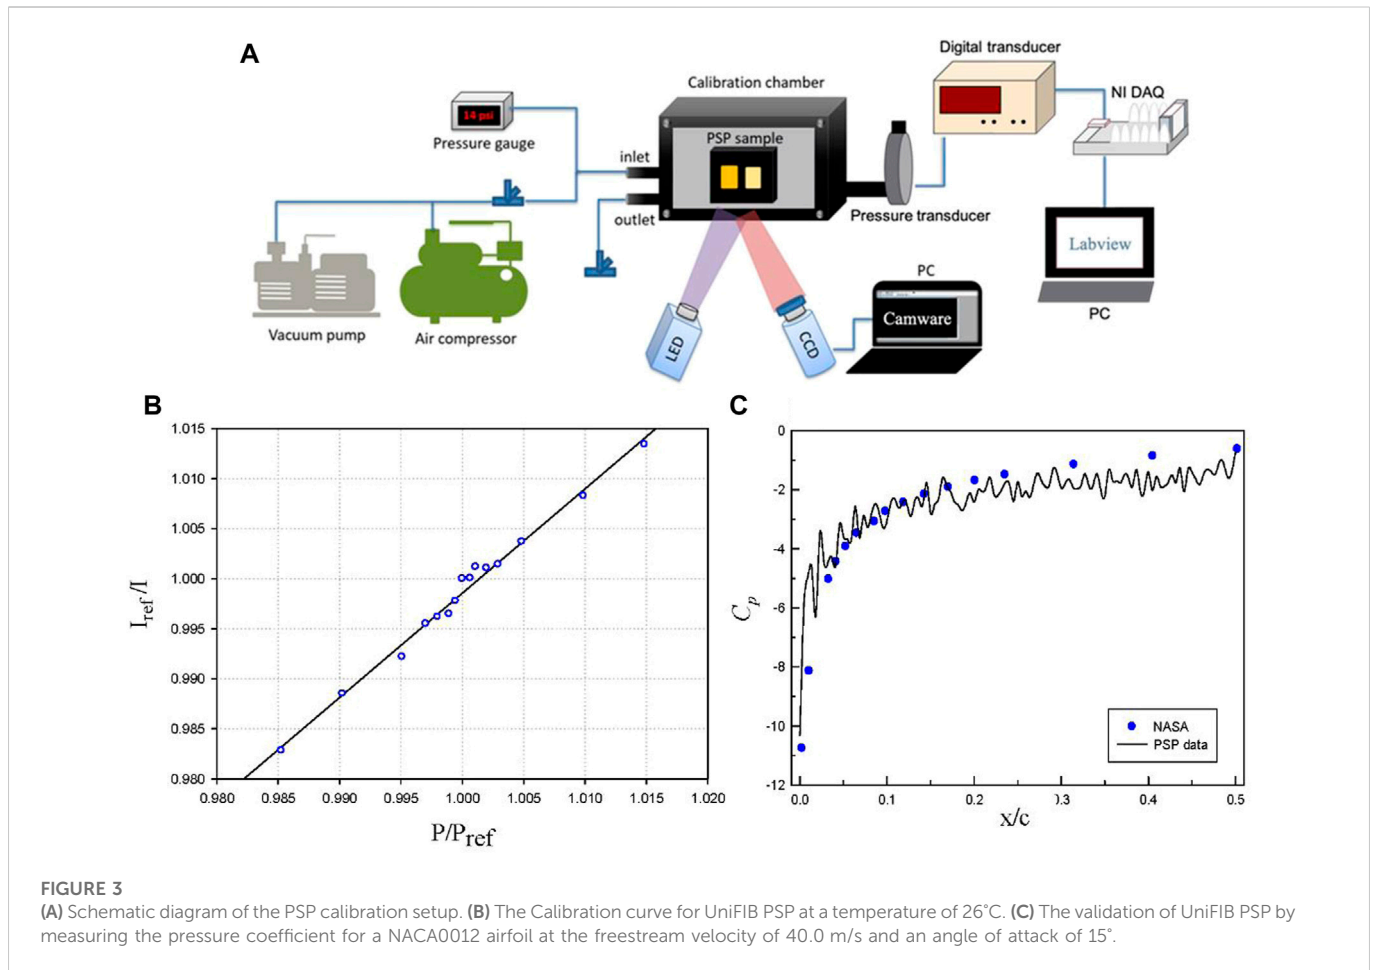 A
Digital transducer
Calibration chamber
NI DAQ
14 psi
Pressure gauge
PSP sample
inlet
outlet
Pressure transducer
Labview
PC
PC
Camware
Vacuum pump
Air compressor
LED
CCD
B
1.015
1.010
1.005
1.000
0.995
0.990
0.985
0.980
I_ref/I
0.980 0.985 0.990 0.995 1.000 1.005 1.010 1.015 1.020
P/P_ref
C
0
-2
-4
-6
-8
-10
-12
C_p
NASA
PSP data
0.0 0.1 0.2 0.3 0.4 0.5
x/c
FIGURE 3
(A) Schematic diagram of the PSP calibration setup. (B) The Calibration curve for UniFIB PSP at a temperature of 26°C. (C) The validation of UniFIB PSP by
measuring the pressure coefficient for a NACA0012 airfoil at the freestream velocity of 40.0 m/s and an angle of attack of 15°.